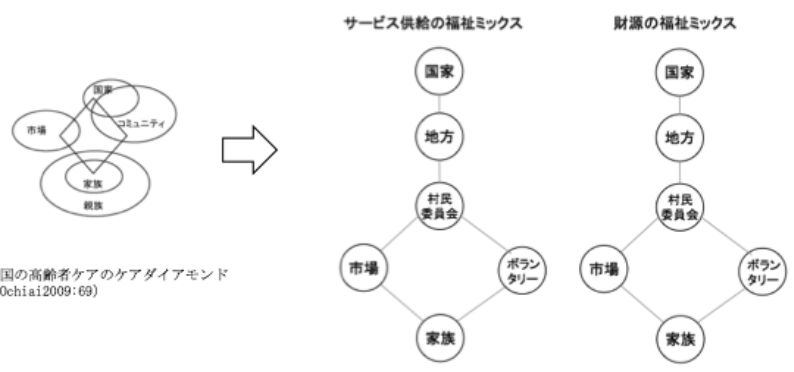 サービス供給の福祉ミックス
財源の福祉ミックス
国家
コミュニティ
市場
家族
親族
国の高齢者ケアのケアダイアモンド
Ochiai2009:69)
国家
地方
村民
委員会
市場
ボラン
タリー
家族
国家
地方
村民
委員会
市場
ボラン
タリー
家族